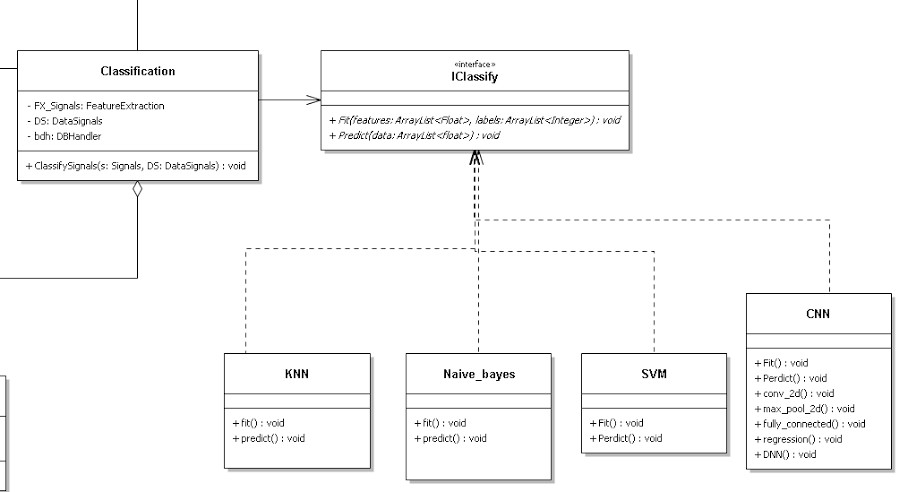 Classification
- FX_Signals: FeatureExtraction
- DS: DataSignals
- bdh: DBHandler
+ ClassifySignals(s: Signals, DS: DataSignals) : void
«interface»
IClassify
+ Fit(features: ArrayList<Float>, labels: ArrayList<Integer>) : void
+ Predict(data: ArrayList<float>) : void
KNN
+ fit() : void
+ predict() : void
Naive_bayes
+ fit() : void
+ predict() : void
SVM
+ Fit() : void
+ Perdict() : void
CNN
+ Fit() : void
+ Perdict() : void
+ conv_2d() : void
+ max_pool_2d() : void
+ fully_connected() : void
+ regression() : void
+ DNN() : void